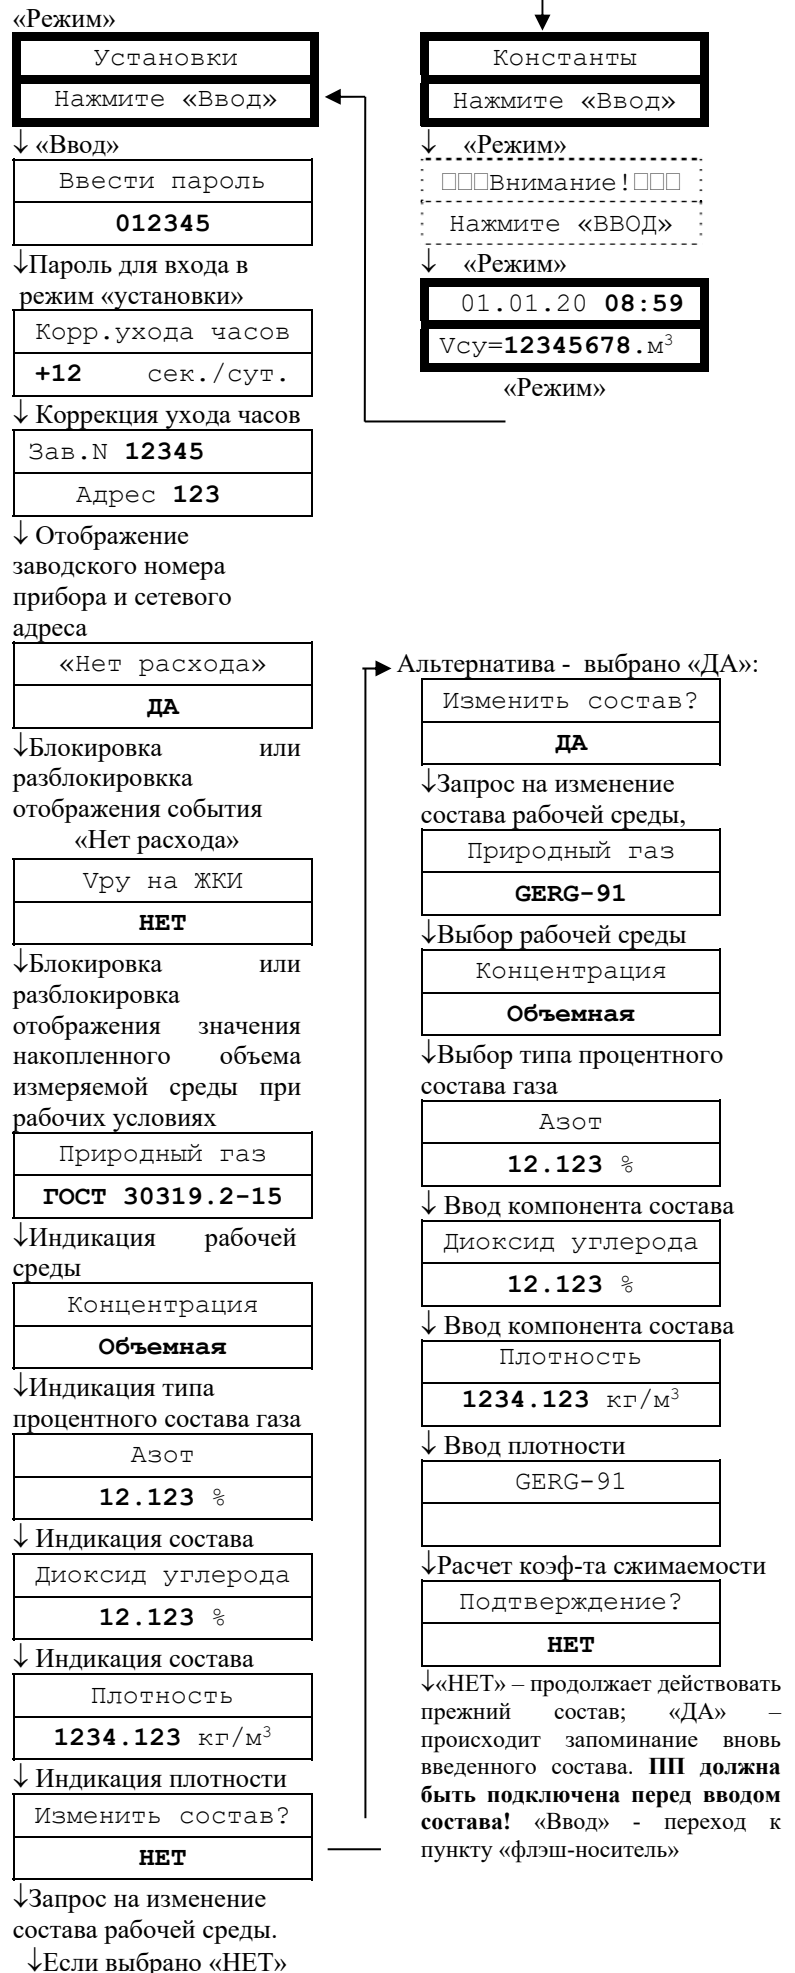 «Режим»
Установки
Нажмите «Ввод»
↓ «Ввод»
Ввести пароль
012345
↓Пароль для входа в
режим «установки»
Корр.ухода часов
+12 сек./сут.
↓ Коррекция ухода часов
Зав.N 12345
Адрес 123
↓ Отображение
заводского номера
прибора и сетевого
адреса
«Нет расхода»
ДА
↓Блокировка или
разблокировкка
отображения события
«Нет расхода»
Vру на ЖКИ
НЕТ
↓Блокировка или
разблокировка
отображения значения
накопленного объема
измеряемой среды при
рабочих условиях
Природный газ
ГОСТ 30319.2-15
↓Индикация рабочей
среды
Концентрация
Объемная
↓Индикация типа
процентного состава газа
Азот
12.123 %
↓ Индикация состава
Диоксид углерода
12.123 %
↓ Индикация состава
Плотность
1234.123 кг/м³
↓ Индикация плотности
Изменить состав?
НЕТ
↓Запрос на изменение
состава рабочей среды.
↓Если выбрано «НЕТ»
Константы
Нажмите «Ввод»
↓ «Режим»
□□□Внимание!□□□
Нажмите «ВВОД»
↓ «Режим»
01.01.20 08:59
Vсу=12345678.м³
«Режим»
Альтернатива - выбрано «ДА»:
Изменить состав?
ДА
↓Запрос на изменение
состава рабочей среды,
Природный газ
GERG-91
↓Выбор рабочей среды
Концентрация
Объемная
↓Выбор типа процентного
состава газа
Азот
12.123 %
↓ Ввод компонента состава
Диоксид углерода
12.123 %
↓ Ввод компонента состава
Плотность
1234.123 кг/м³
↓ Ввод плотности
GERG-91
↓Расчет коэф-та сжимаемости
Подтверждение?
НЕТ
↓«НЕТ» – продолжает действовать
прежний состав; «ДА» –
происходит запоминание вновь
введенного состава. ПП должна
быть подключена перед вводом
состава! «Ввод» - переход к
пункту «флэш-носитель»